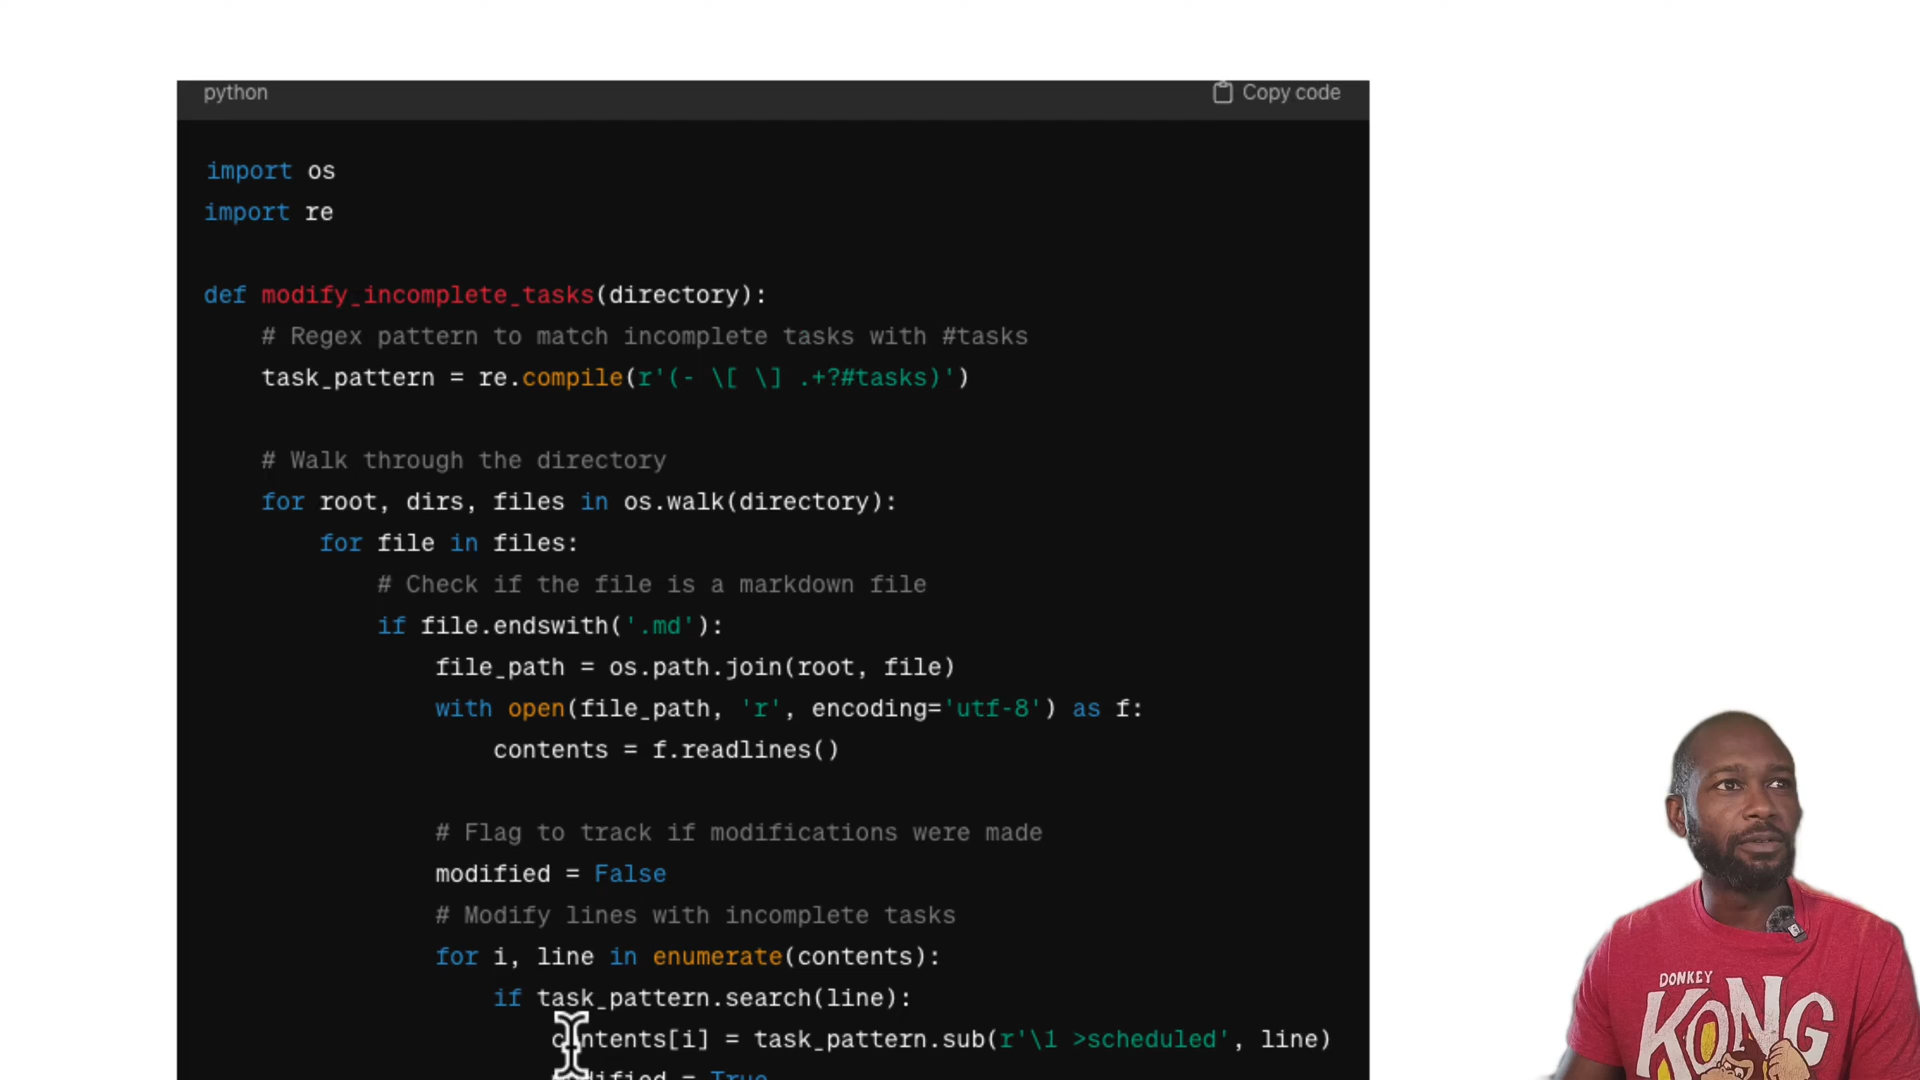 python
Copy code
import os
import re
def modify_incomplete_tasks(directory):
# Regex pattern to match incomplete tasks with #tasks
task_pattern = re.compile(r'(- \[ \] .+?#tasks)')
# Walk through the directory
for root, dirs, files in os.walk(directory):
for file in files:
# Check if the file is a markdown file
if file.endswith('.md'):
file_path = os.path.join(root, file)
with open(file_path, 'r', encoding='utf-8') as f:
contents = f.readlines()
# Flag to track if modifications were made
modified = False
# Modify lines with incomplete tasks
for i, line in enumerate(contents):
if task_pattern.search(line):
contents[i] = task_pattern.sub(r'\1 >scheduled', line)
modified = True
DONKEY
KONG